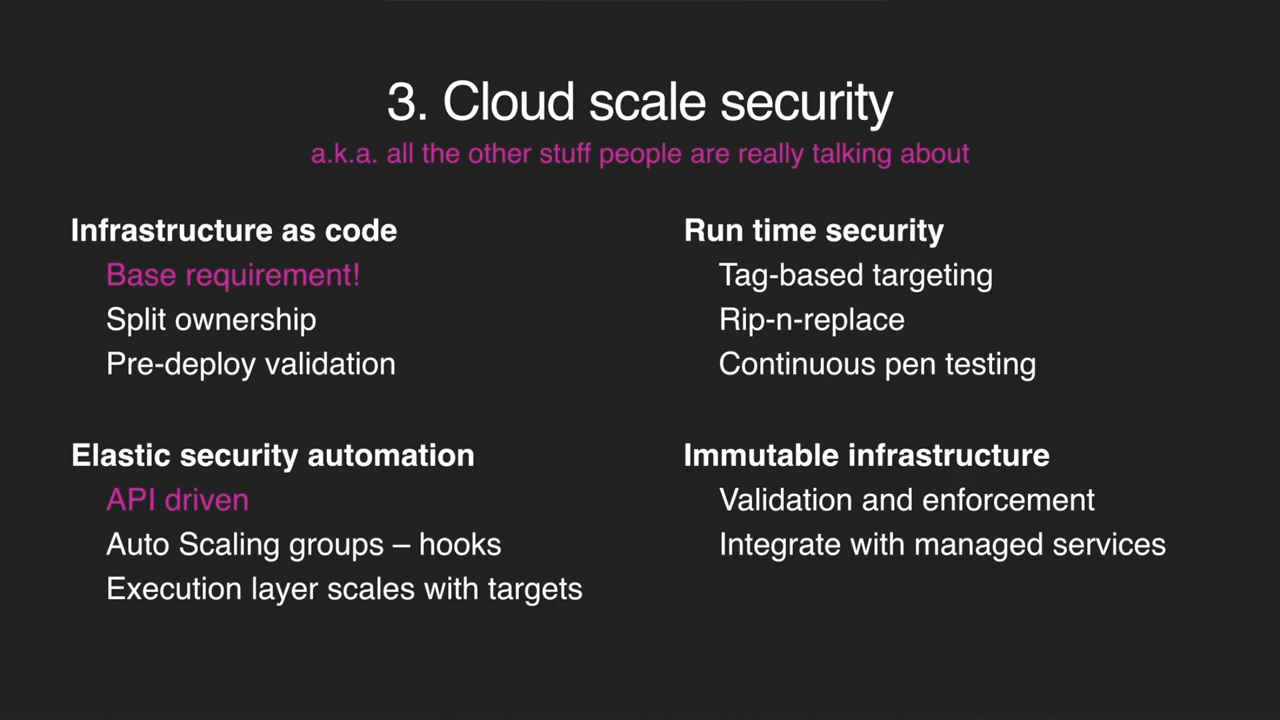 3. Cloud scale security
a.k.a. all the other stuff people are really talking about
Infrastructure as code
Base requirement!
Split ownership
Pre-deploy validation
Elastic security automation
API driven
Auto Scaling groups – hooks
Execution layer scales with targets
Run time security
Tag-based targeting
Rip-n-replace
Continuous pen testing
Immutable infrastructure
Validation and enforcement
Integrate with managed services